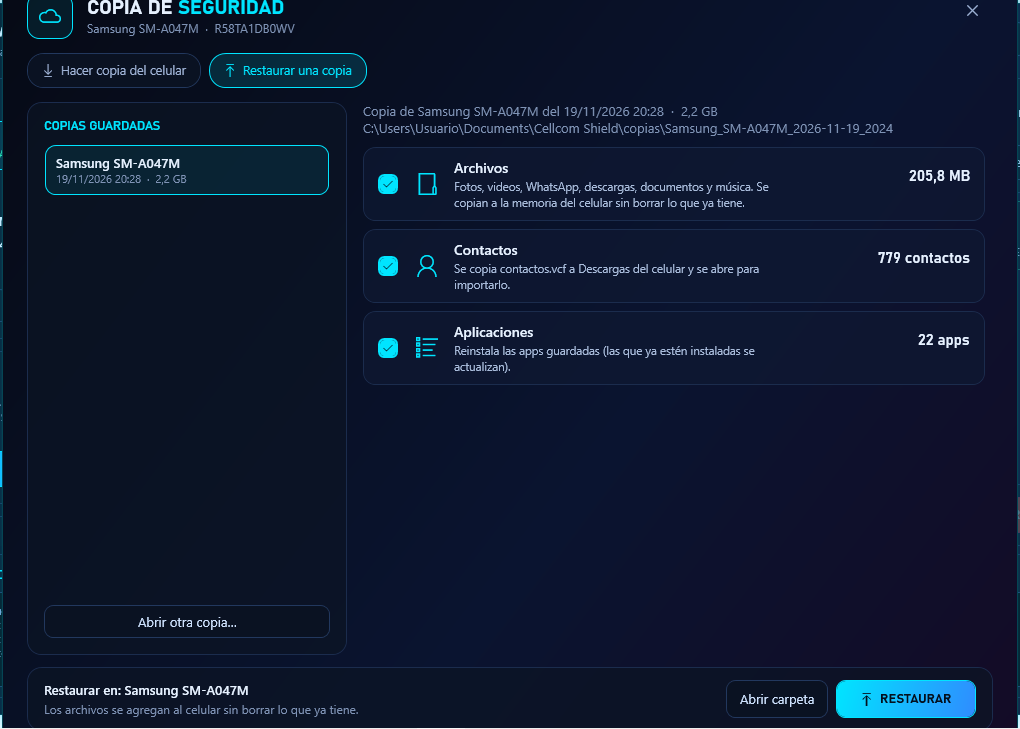 COPIA DE SEGURIDAD
Samsung SM-A047M · R58TA1DB0WV
Hacer copia del celular
Restaurar una copia
COPIAS GUARDADAS
Samsung SM-A047M
19/11/2026 20:28 · 2,2 GB
Abrir otra copia...
Copia de Samsung SM-A047M del 19/11/2026 20:28 · 2,2 GB
C:\Users\Usuario\Documents\Cellcom Shield\copias\Samsung_SM-A047M_2026-11-19_2024
Archivos
Fotos, videos, WhatsApp, descargas, documentos y música. Se
copian a la memoria del celular sin borrar lo que ya tiene.
205,8 MB
Contactos
Se copia contactos.vcf a Descargas del celular y se abre para
importarlo.
779 contactos
Aplicaciones
Reinstala las apps guardadas (las que ya estén instaladas se
actualizan).
22 apps
Restaurar en: Samsung SM-A047M
Los archivos se agregan al celular sin borrar lo que ya tiene.
Abrir carpeta
RESTAURAR